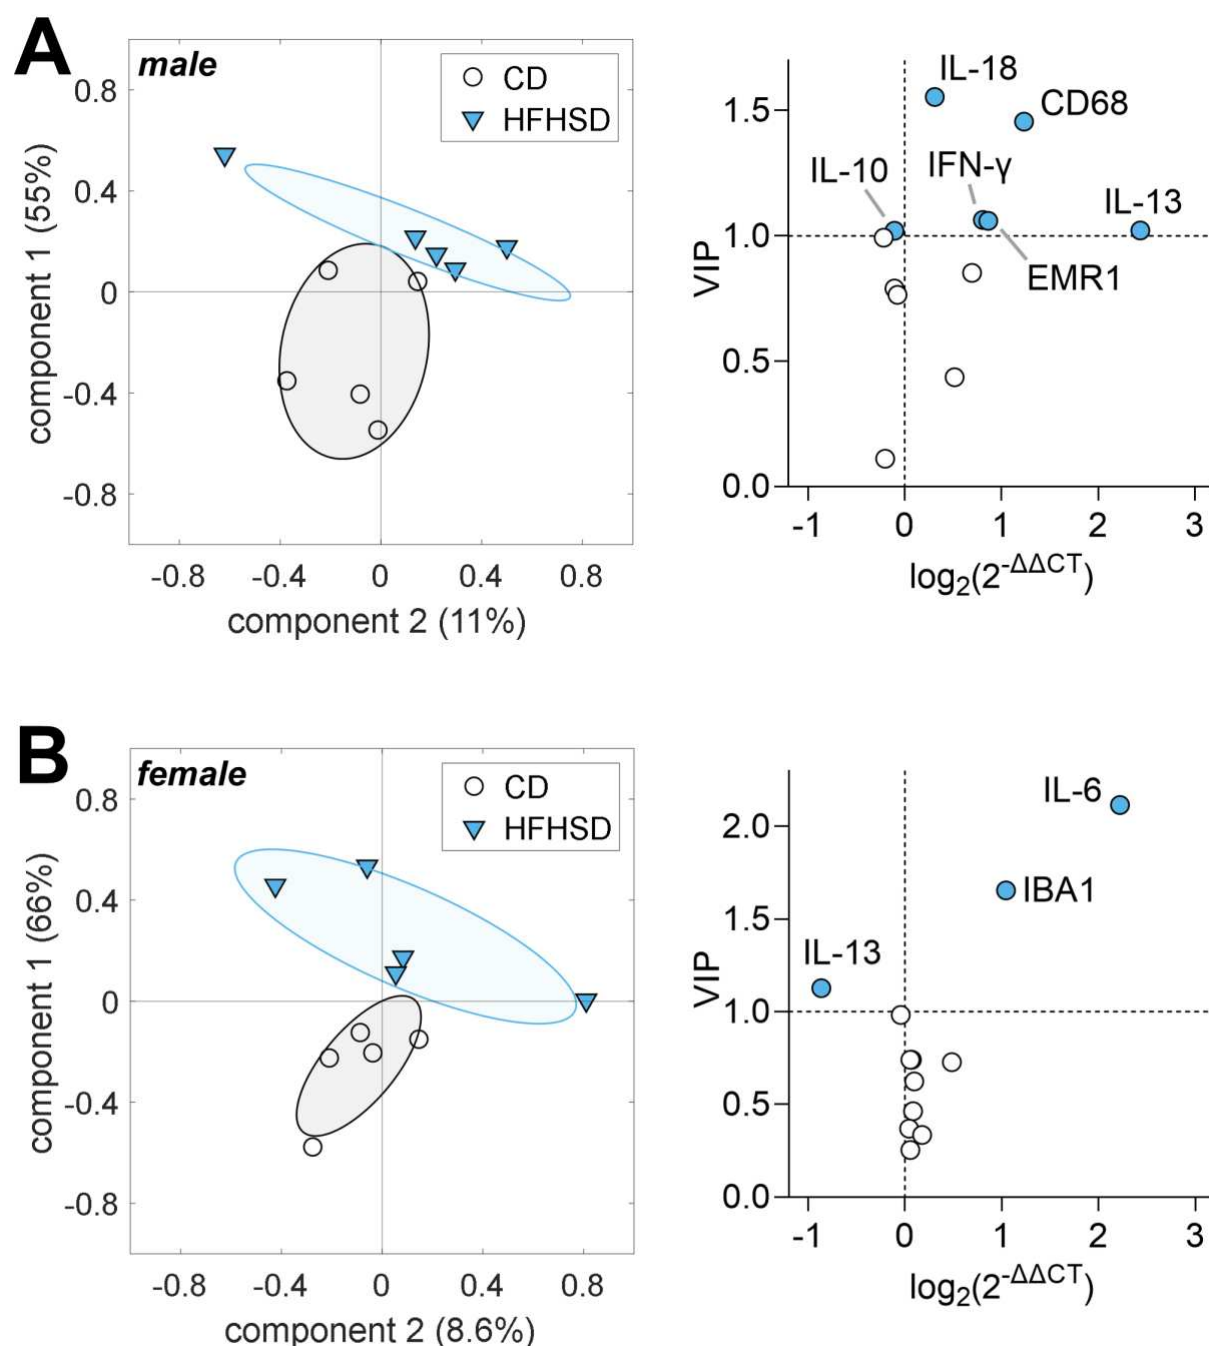 A
male
CD
HFHSD
0.8
0.4
0
-0.4
-0.8
component 1 (55%)
-0.8
-0.4
0
0.4
0.8
component 2 (11%)
IL-18
CD68
IFN-γ
IL-10
IL-13
EMR1
1.5
1.0
0.5
0.0
VIP
-1
0
1
2
3
log₂(2^-ΔΔCT)
B
female
CD
HFHSD
0.8
0.4
0
-0.4
-0.8
component 1 (66%)
-0.8
-0.4
0
0.4
0.8
component 2 (8.6%)
IL-6
IBA1
IL-13
2.0
1.5
1.0
0.5
0.0
VIP
-1
0
1
2
3
log₂(2^-ΔΔCT)